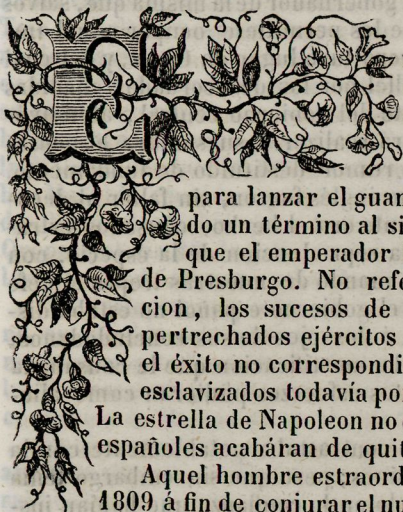 E
para lanzar el guan
do un término al si
que el emperador
de Presburgo. No refe
cion, los sucesos de
pertrechados ejércitos
el éxito no correspondi
esclavizados todavía po
La estrella de Napoleon no
españoles acabáran de quit
Aquel hombre estraord
1809 á fin de conjurar el nu